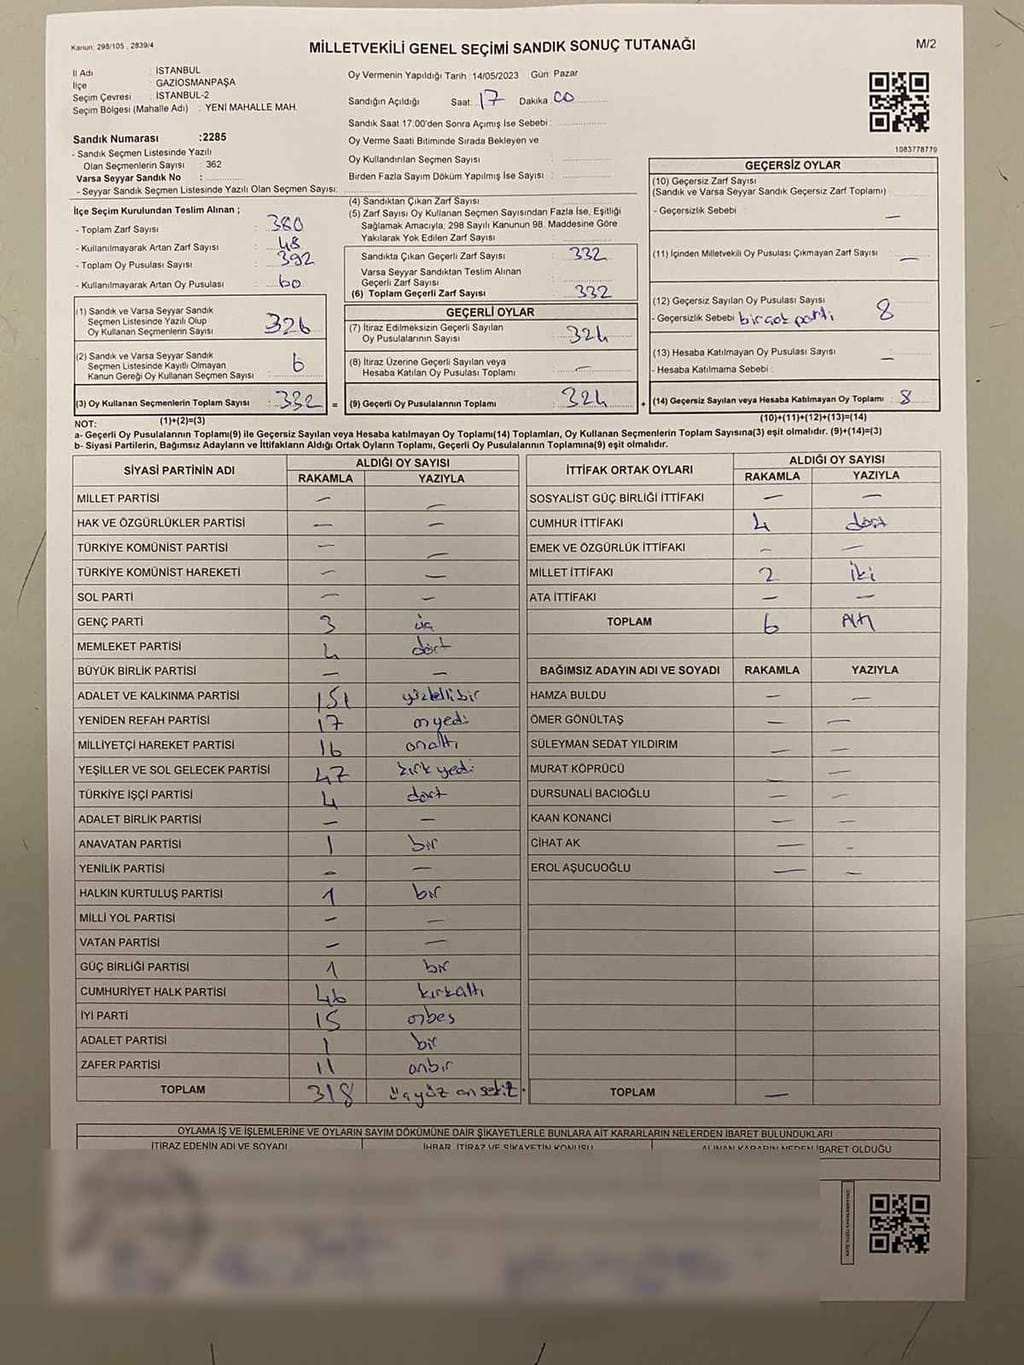 Kanun: 298/105 , 2839/4
MİLLETVEKİLİ GENEL SEÇİMİ SANDIK SONUÇ TUTANAĞI
M/2
İl Adı : İSTANBUL
İlçe : GAZİOSMANPAŞA
Seçim Çevresi : İSTANBUL-2
Seçim Bölgesi (Mahalle Adı) : YENİ MAHALLE MAH.
Sandık Numarası :2285
- Sandık Seçmen Listesinde Yazılı
Olan Seçmenlerin Sayısı : 362
Varsa Seyyar Sandık No :
- Seyyar Sandık Seçmen Listesinde Yazılı Olan Seçmen Sayısı:
Oy Vermenin Yapıldığı Tarih :14/05/2023 Gün: Pazar
Sandığın Açıldığı Saat: 17 Dakika: 00
Sandık Saat 17:00'den Sonra Açımış İse Sebebi :
Oy Verme Saati Bitiminde Sırada Bekleyen ve
Oy Kullandırılan Seçmen Sayısı
Birden Fazla Sayım Döküm Yapılmış İse Sayısı :
1083778779
İlçe Seçim Kurulundan Teslim Alınan ;
- Toplam Zarf Sayısı : 380
- Kullanılmayarak Artan Zarf Sayısı : 48
- Toplam Oy Pusulası Sayısı : 392
- Kullanılmayarak Artan Oy Pusulası : 60
(1) Sandık ve Varsa Seyyar Sandık
Seçmen Listesinde Yazılı Olup
Oy Kullanan Seçmenlerin Sayısı : 326
(2) Sandık ve Varsa Seyyar Sandık
Seçmen Listesinde Kayıtlı Olmayan
Kanun Gereği Oy Kullanan Seçmen Sayısı : 6
(3) Oy Kullanan Seçmenlerin Toplam Sayısı : 332 =
(1)+(2)=(3)
(4) Sandıktan Çıkan Zarf Sayısı :
(5) Zarf Sayısı Oy Kullanan Seçmen Sayısından Fazla İse, Eşitliği
Sağlamak Amacıyla; 298 Sayılı Kanunun 98. Maddesine Göre
Yakılarak Yok Edilen Zarf Sayısı :
Sandıkta Çıkan Geçerli Zarf Sayısı : 332
Varsa Seyyar Sandıktan Teslim Alınan
Geçerli Zarf Sayısı :
(6) Toplam Geçerli Zarf Sayısı : 332
GEÇERLİ OYLAR
(7) İtiraz Edilmeksizin Geçerli Sayılan
Oy Pusulalarının Sayısı : 324
(8) İtiraz Üzerine Geçerli Sayılan veya
Hesaba Katılan Oy Pusulası Toplamı : —
(9) Geçerli Oy Pusulalarının Toplamı : 324 +
GEÇERSİZ OYLAR
(10) Geçersiz Zarf Sayısı
(Sandık ve Varsa Seyyar Sandık Geçersiz Zarf Toplamı) :
- Geçersizlik Sebebi : —
(11) İçinden Milletvekili Oy Pusulası Çıkmayan Zarf Sayısı : —
(12) Geçersiz Sayılan Oy Pusulası Sayısı : 8
- Geçersizlik Sebebi : birçok parti
(13) Hesaba Katılmayan Oy Pusulası Sayısı : —
- Hesaba Katılmama Sebebi :
(14) Geçersiz Sayılan veya Hesaba Katılmayan Oy Toplamı : 8
(10)+(11)+(12)+(13)=(14)
NOT:
a- Geçerli Oy Pusulalarının Toplamı(9) ile Geçersiz Sayılan veya Hesaba katılmayan Oy Toplamı(14) Toplamları, Oy Kullanan Seçmenlerin Toplam Sayısına(3) eşit olmalıdır. (9)+(14)=(3)
b- Siyasi Partilerin, Bağımsız Adayların ve İttifakların Aldığı Ortak Oyların Toplamı, Geçerli Oy Pusulalarının Toplamına(9) eşit olmalıdır.
SİYASİ PARTİNİN ADI
ALDIĞI OY SAYISI
RAKAMLA YAZIYLA
MİLLET PARTİSİ — —
HAK VE ÖZGÜRLÜKLER PARTİSİ — —
TÜRKİYE KOMÜNİST PARTİSİ — —
TÜRKİYE KOMÜNİST HAREKETİ — —
SOL PARTİ — —
GENÇ PARTİ 3 üç
MEMLEKET PARTİSİ 4 dört
BÜYÜK BİRLİK PARTİSİ — —
ADALET VE KALKINMA PARTİSİ 151 yüzellibir
YENİDEN REFAH PARTİSİ 17 onyedi
MİLLİYETÇİ HAREKET PARTİSİ 16 onaltı
YEŞİLLER VE SOL GELECEK PARTİSİ 47 kırk yedi
TÜRKİYE İŞÇİ PARTİSİ 4 dört
ADALET BİRLİK PARTİSİ — —
ANAVATAN PARTİSİ 1 bir
YENİLİK PARTİSİ — —
HALKIN KURTULUŞ PARTİSİ 1 bir
MİLLİ YOL PARTİSİ — —
VATAN PARTİSİ — —
GÜÇ BİRLİĞİ PARTİSİ 1 bir
CUMHURİYET HALK PARTİSİ 46 kırkaltı
İYİ PARTİ 15 onbeş
ADALET PARTİSİ 1 bir
ZAFER PARTİSİ 11 onbir
TOPLAM 318 üçyüz onsekiz
İTTİFAK ORTAK OYLARI
ALDIĞI OY SAYISI
RAKAMLA YAZIYLA
SOSYALİST GÜÇ BİRLİĞİ İTTİFAKI — —
CUMHUR İTTİFAKI 4 dört
EMEK VE ÖZGÜRLÜK İTTİFAKI — —
MİLLET İTTİFAKI 2 iki
ATA İTTİFAKI — —
TOPLAM 6 Altı
BAĞIMSIZ ADAYIN ADI VE SOYADI RAKAMLA YAZIYLA
HAMZA BULDU — —
ÖMER GÖNÜLTAŞ — —
SÜLEYMAN SEDAT YILDIRIM — —
MURAT KÖPRÜCÜ — —
DURSUNALİ BACIOĞLU — —
KAAN KONANCİ — —
CİHAT AK — —
EROL AŞUCUOĞLU — —
TOPLAM —
OYLAMA İŞ VE İŞLEMLERİNE VE OYLARIN SAYIM DÖKÜMÜNE DAİR ŞİKAYETLERLE BUNLARA AİT KARARLARIN NELERDEN İBARET BULUNDUKLARI
İTİRAZ EDENİN ADI VE SOYADI İHBAR, İTİRAZ VE ŞİKAYETİN KONUSU ALINAN KARARIN NEDEN İBARET OLDUĞU